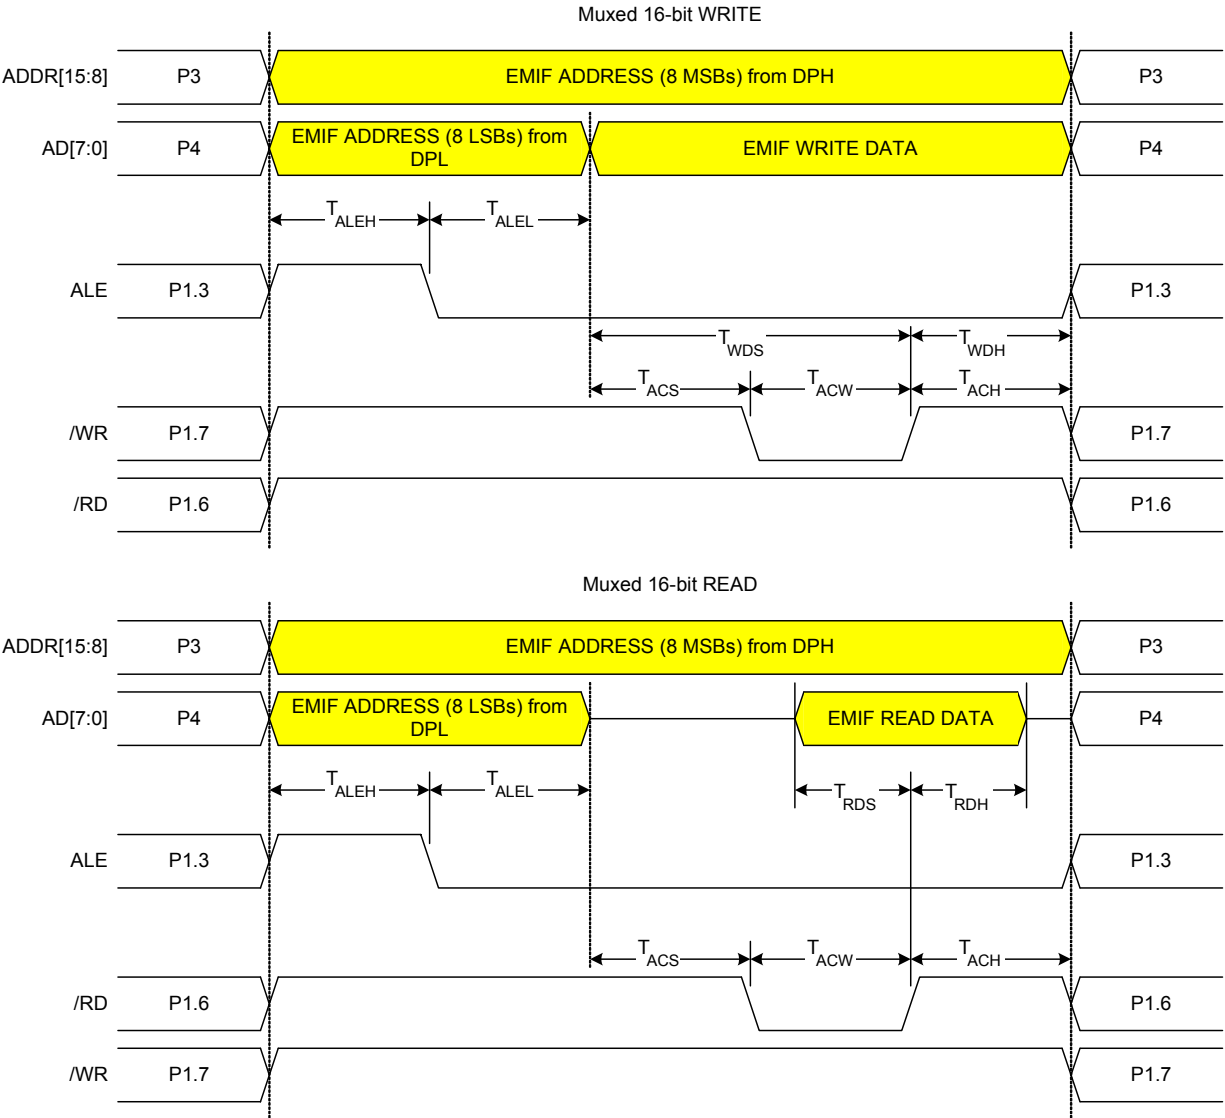 Muxed 16-bit WRITE
ADDR[15:8] P3 EMIF ADDRESS (8 MSBs) from DPH P3
AD[7:0] P4 EMIF ADDRESS (8 LSBs) from DPL EMIF WRITE DATA P4
TALEH TALEL
ALE P1.3 P1.3
TWDS TWDH
TACS TACW TACH
/WR P1.7 P1.7
/RD P1.6 P1.6
Muxed 16-bit READ
ADDR[15:8] P3 EMIF ADDRESS (8 MSBs) from DPH P3
AD[7:0] P4 EMIF ADDRESS (8 LSBs) from DPL EMIF READ DATA P4
TALEH TALEL TRDS TRDH
ALE P1.3 P1.3
TACS TACW TACH
/RD P1.6 P1.6
/WR P1.7 P1.7